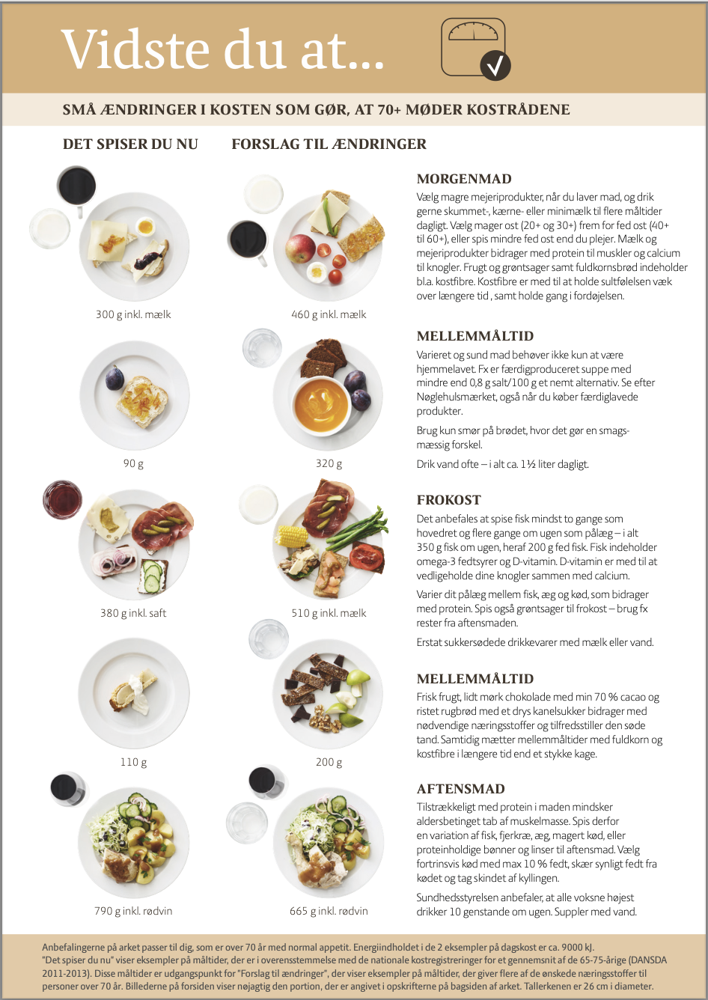 Vidste du at...
SMÅ ÆNDRINGER I KOSTEN SOM GØR, AT 70+ MØDER KOSTRÅDENE
DET SPISER DU NU
FORSLAG TIL ÆNDRINGER
MORGENMAD
Vælg magre mejeriprodukter, når du laver mad, og drik
gerne skummet-, kærne- eller minimælk til flere måltider
dagligt. Vælg mager ost (20+ og 30+) frem for fed ost (40+
til 60+), eller spis mindre fed ost end du plejer. Mælk og
mejeriprodukter bidrager med protein til muskler og calcium
til knogler. Frugt og grøntsager samt fuldkornsbrød indeholder
bl.a. kostfibre. Kostfibre er med til at holde sultfølelsen væk
over længere tid , samt holde gang i fordøjelsen.
300 g inkl. mælk
460 g inkl. mælk
MELLEMMÅLTID
Varieret og sund mad behøver ikke kun at være
hjemmelavet. Fx er færdigproduceret suppe med
mindre end 0,8 g salt/100 g et nemt alternativ. Se efter
Nøglehulsmærket, også når du køber færdiglavede
produkter.
Brug kun smør på brødet, hvor det gør en smags-
mæssig forskel.
Drik vand ofte – i alt ca. 1½ liter dagligt.
90 g
320 g
FROKOST
Det anbefales at spise fisk mindst to gange som
hovedret og flere gange om ugen som pålæg – i alt
350 g fisk om ugen, heraf 200 g fed fisk. Fisk indeholder
omega-3 fedtsyrer og D-vitamin. D-vitamin er med til at
vedligeholde dine knogler sammen med calcium.
Varier dit pålæg mellem fisk, æg og kød, som bidrager
med protein. Spis også grøntsager til frokost – brug fx
rester fra aftensmaden.
Erstat sukkersødede drikkevarer med mælk eller vand.
380 g inkl. saft
510 g inkl. mælk
MELLEMMÅLTID
Frisk frugt, lidt mørk chokolade med min 70 % cacao og
ristet rugbrød med et drys kanelsukker bidrager med
nødvendige næringsstoffer og tilfredsstiller den søde
tand. Samtidig mætter mellemmåltider med fuldkorn og
kostfibre i længere tid end et stykke kage.
110 g
200 g
AFTENSMAD
Tilstrækkeligt med protein i maden mindsker
aldersbetinget tab af muskelmasse. Spis derfor
en variation af fisk, fjerkræ, æg, magert kød, eller
proteinholdige bønner og linser til aftensmad. Vælg
fortrinsvis kød med max 10 % fedt, skær synligt fedt fra
kødet og tag skindet af kyllingen.
Sundhedsstyrelsen anbefaler, at alle voksne højest
drikker 10 genstande om ugen. Suppler med vand.
790 g inkl. rødvin
665 g inkl. rødvin
Anbefalingerne på arket passer til dig, som er over 70 år med normal appetit. Energiindholdet i de 2 eksempler på dagskost er ca. 9000 kJ.
"Det spiser du nu" viser eksempler på måltider, der er i overensstemmelse med de nationale kostregistreringer for et gennemsnit af de 65-75-årige (DANSDA
2011-2013). Disse måltider er udgangspunkt for "Forslag til ændringer", der viser eksempler på måltider, der giver flere af de ønskede næringsstoffer til
personer over 70 år. Billederne på forsiden viser nøjagtig den portion, der er angivet i opskrifterne på bagsiden af arket. Tallerkenen er 26 cm i diameter.